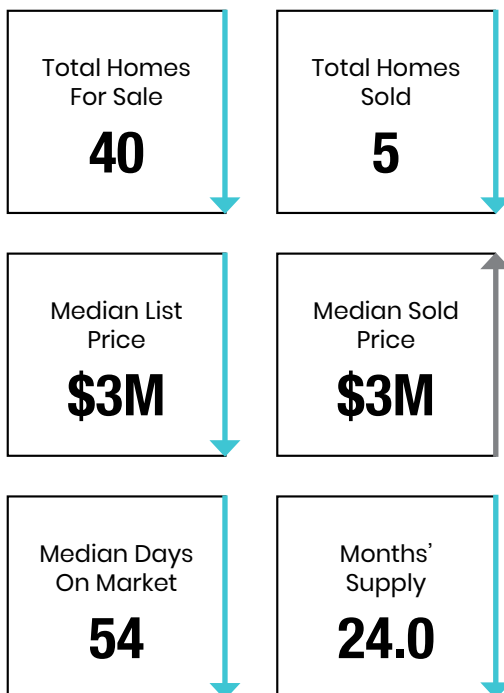 Total Homes
For Sale
40
Total Homes
Sold
5
Median List
Price
$3M
Median Sold
Price
$3M
Median Days
On Market
54
Months’
Supply
24.0